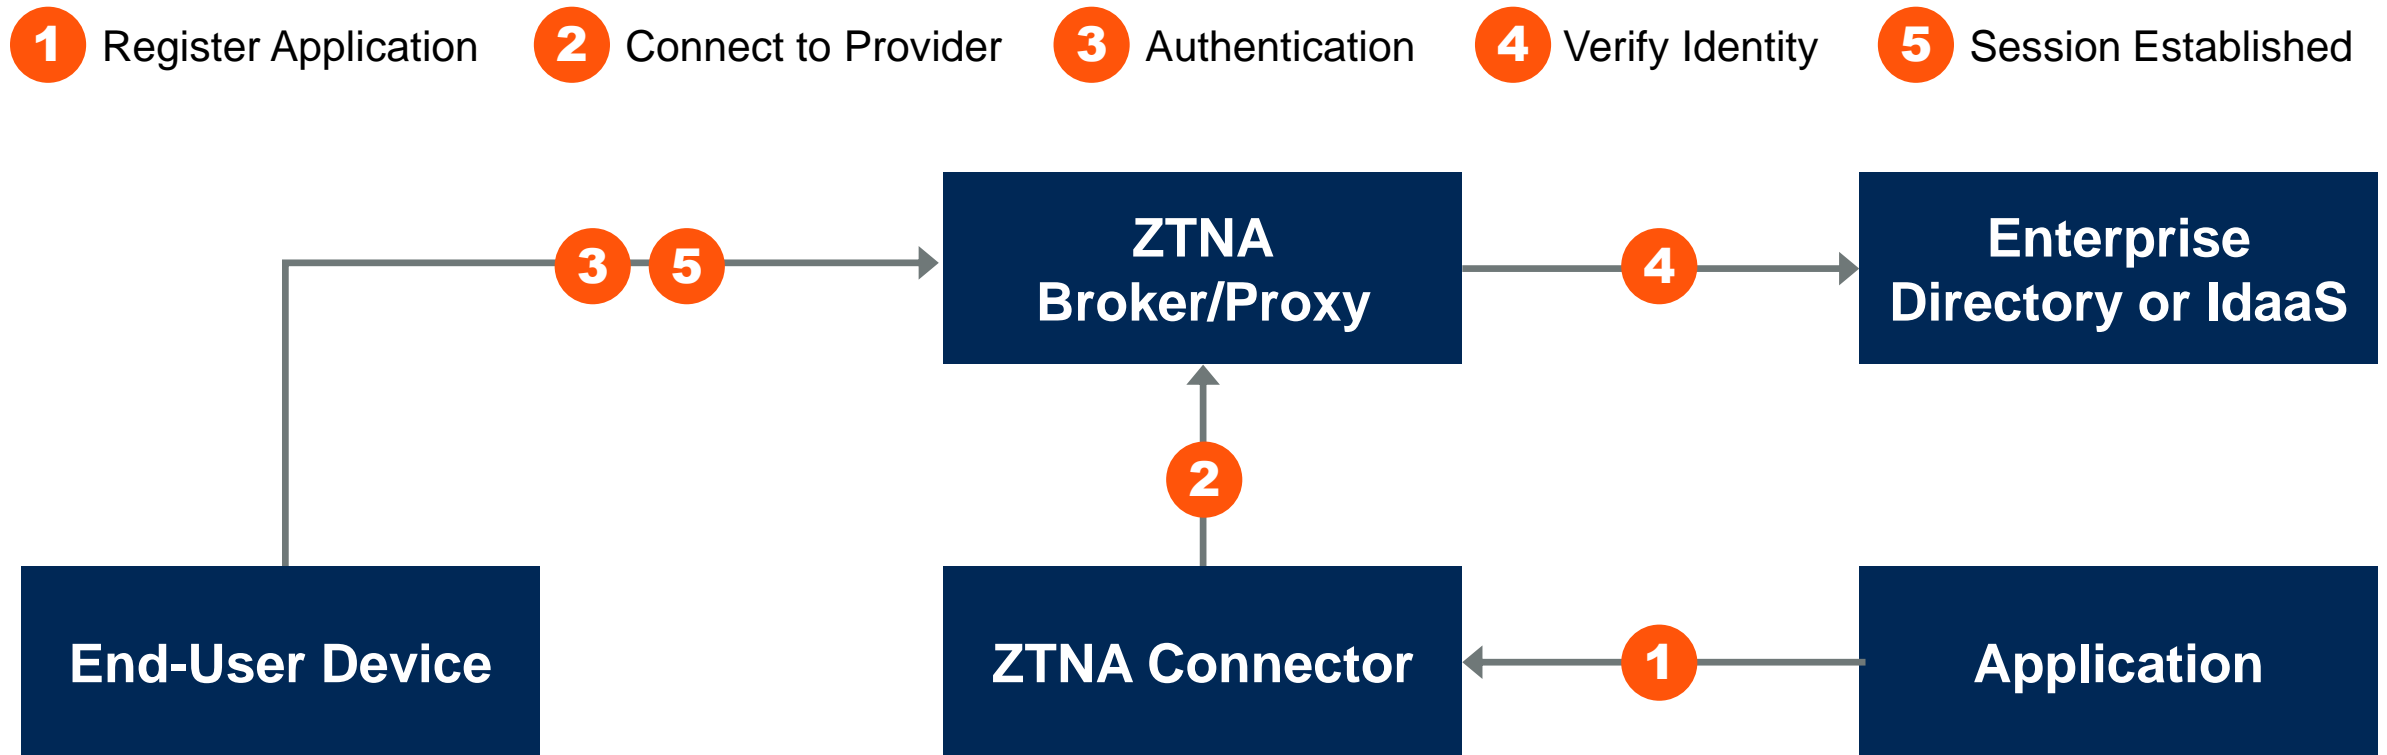 1 Register Application 2 Connect to Provider 3 Authentication 4 Verify Identity 5 Session Established
ZTNA
Broker/Proxy
Enterprise
Directory or IdaaS
3 5
4
2
End-User Device
ZTNA Connector
1
Application